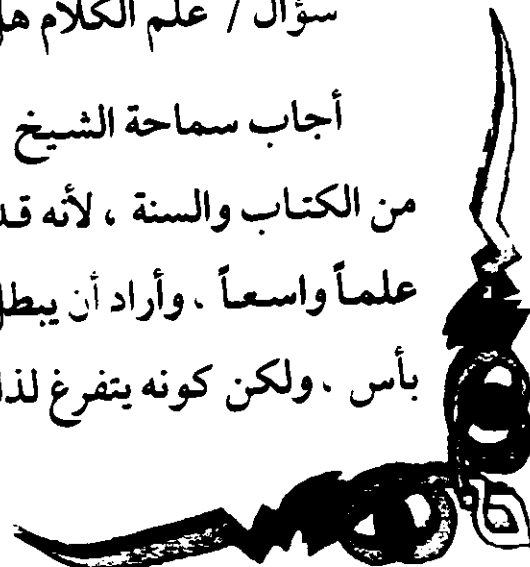 سؤال / علم الكلام هل
أجاب سماحة الشيخ
من الكتاب والسنة ، لأنه قد
علماً واسعاً . وأراد أن يبطل
بأس . ولكن كونه يتفرغ لذلك